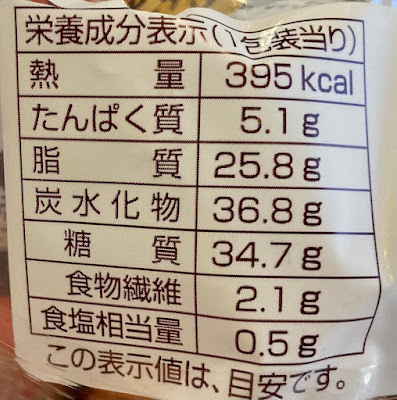 栄養成分表示(1包装当り)
熱量 395kcal
たんぱく質 5.1g
脂質 25.8g
炭水化物 36.8g
糖質 34.7g
食物繊維 2.1g
食塩相当量 0.5g
この表示値は、目安です。